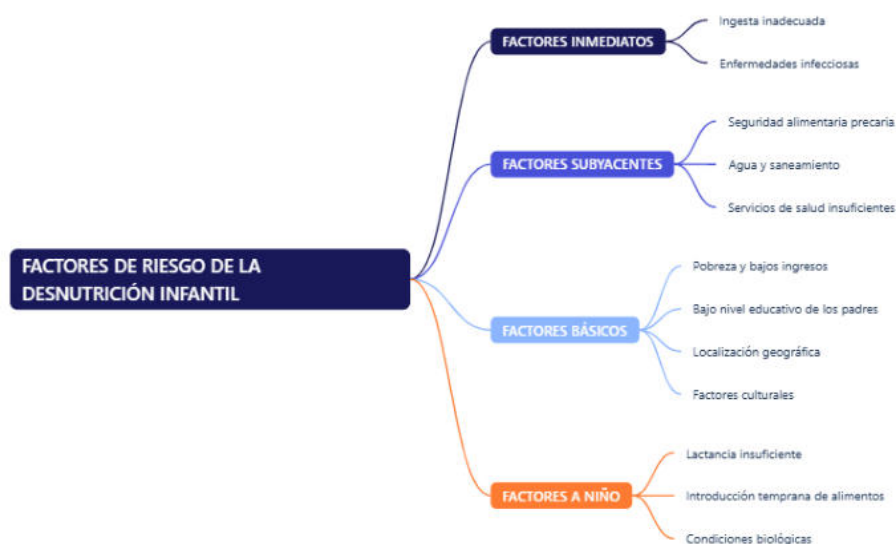 FACTORES DE RIESGO DE LA
DESNUTRICIÓN INFANTIL
FACTORES INMEDIATOS
Ingesta inadecuada
Enfermedades infecciosas
FACTORES SUBYACENTES
Seguridad alimentaria precaria
Agua y saneamiento
Servicios de salud insuficientes
FACTORES BÁSICOS
Pobreza y bajos ingresos
Bajo nivel educativo de los padres
Localización geográfica
Factores culturales
FACTORES A NIÑO
Lactancia insuficiente
Introducción temprana de alimentos
Condiciones biológicas